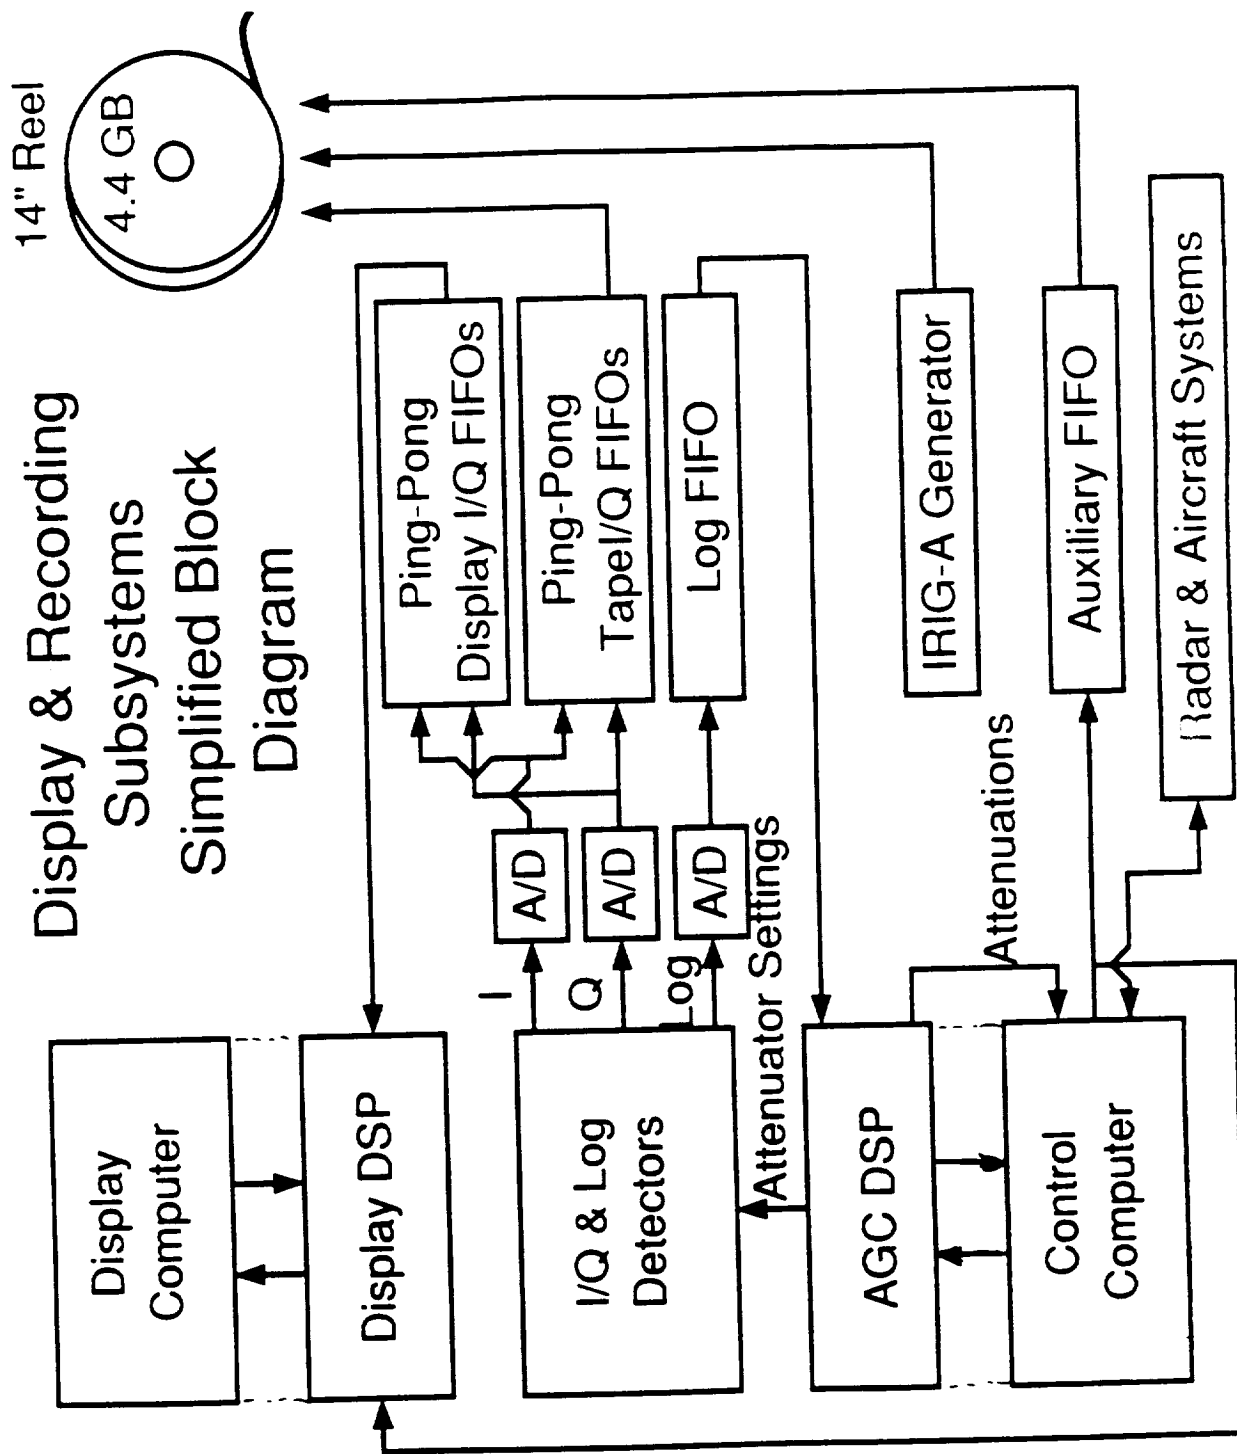 Display & Recording
Subsystems
Simplified Block
Diagram
14" Reel
4.4 GB
Display
Computer
Display DSP
Ping-Pong
Display I/Q FIFOs
I
A/D
Ping-Pong
TapeI/Q FIFOs
I/Q & Log
Detectors
Q
A/D
Log
A/D
Log FIFO
Attenuator Settings
AGC DSP
IRIG-A Generator
Attenuations
Control
Computer
Auxiliary FIFO
Radar & Aircraft Systems